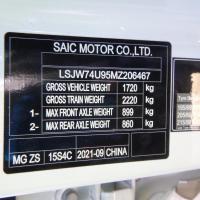 SAIC MOTOR CO.,LTD.
LSJW74U95MZ206467
GROSS VEHICLE WEIGHT 1720 kg
GROSS TRAIN WEIGHT 2220 kg
1- MAX FRONT AXLE WEIGHT 899 kg
2- MAX REAR AXLE WEIGHT 860 kg
MG ZS 15S4C 2021-09 CHINA